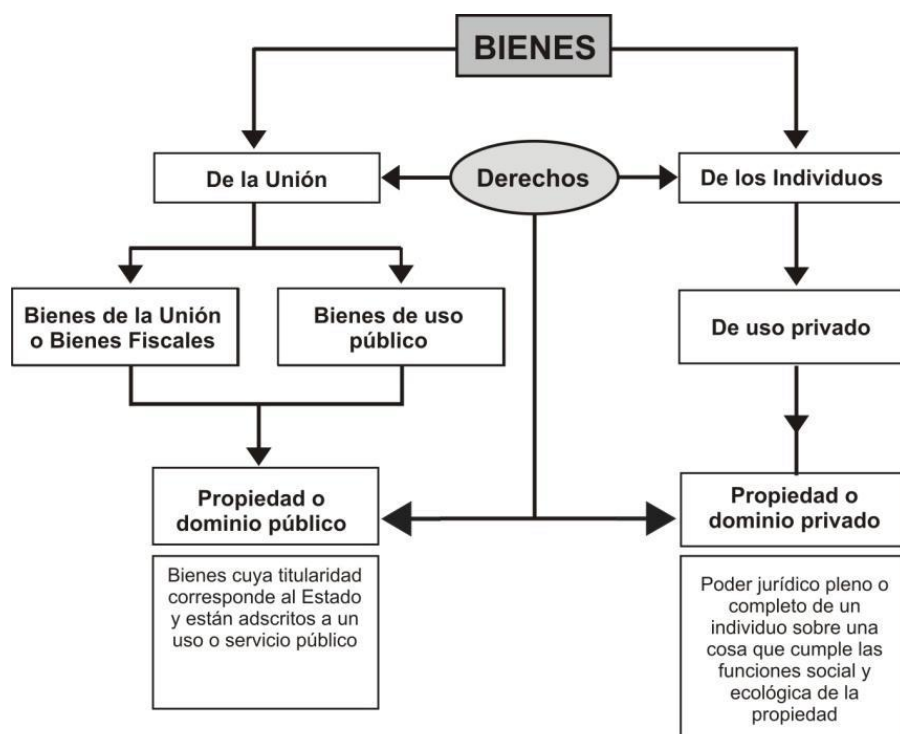 BIENES
De la Unión
Derechos
De los Individuos
Bienes de la Unión
o Bienes Fiscales
Bienes de uso
público
De uso privado
Propiedad o
dominio público
Propiedad o
dominio privado
Bienes cuya titularidad
corresponde al Estado
y están adscritos a un
uso o servicio público
Poder jurídico pleno o
completo de un
individuo sobre una
cosa que cumple las
funciones social y
ecológica de la
propiedad